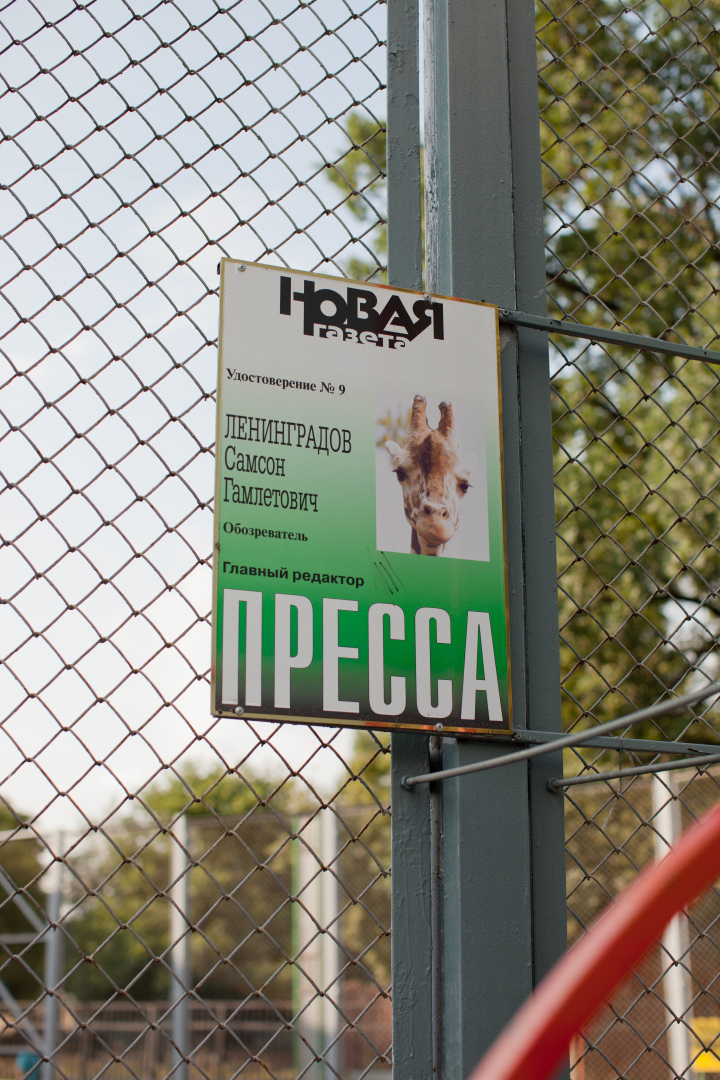 Новая
газета
Удостоверение № 9
ЛЕНИНГРАДОВ
Самсон
Гамлетович
Обозреватель
Главный редактор
ПРЕССА